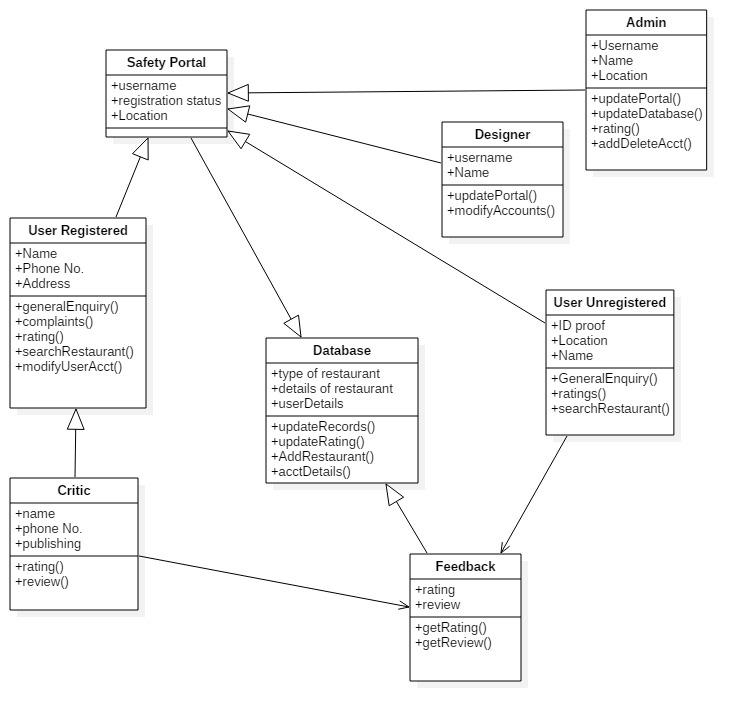 Admin
+Username
+Name
+Location
+updatePortal()
+updateDatabase()
+rating()
+addDeleteAcct()
Safety Portal
+username
+registration status
+Location
Designer
+username
+Name
+updatePortal()
+modifyAccounts()
User Registered
+Name
+Phone No.
+Address
+generalEnquiry()
+complaints()
+rating()
+searchRestaurant()
+modifyUserAcct()
User Unregistered
+ID proof
+Location
+Name
+GeneralEnquiry()
+ratings()
+searchRestaurant()
Database
+type of restaurant
+details of restaurant
+userDetails
+updateRecords()
+updateRating()
+AddRestaurant()
+acctDetails()
Critic
+name
+phone No.
+publishing
+rating()
+review()
Feedback
+rating
+review
+getRating()
+getReview()